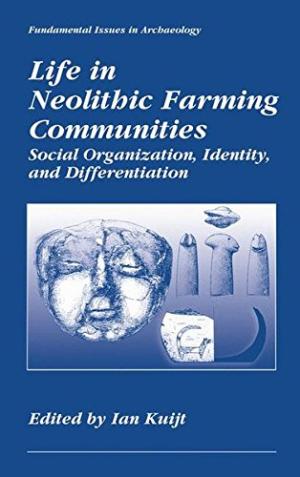 Fundamental Issues in Archaeology
Life in
Neolithic Farming
Communities
Social Organization, Identity,
and Differentiation
Edited by Ian Kuijt